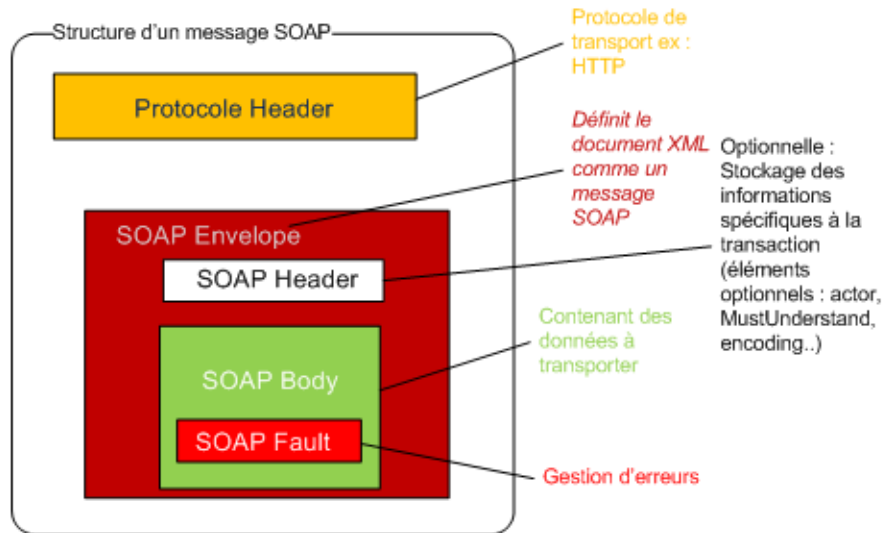 Structure d'un message SOAP
Protocole de
transport ex :
HTTP
Protocole Header
Définit le
document XML
comme un
message
SOAP
Optionnelle :
Stockage des
informations
spécifiques à la
transaction
(éléments
optionnels : actor,
MustUnderstand,
encoding..)
SOAP Envelope
SOAP Header
Contenant des
données à
transporter
SOAP Body
SOAP Fault
Gestion d'erreurs